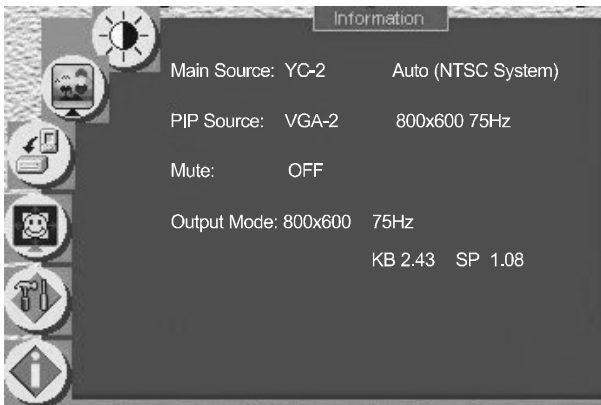 Information
Main Source: YC-2 Auto (NTSC System)
PIP Source: VGA-2 800x600 75Hz
Mute: OFF
Output Mode: 800x600 75Hz
KB 2.43 SP 1.08